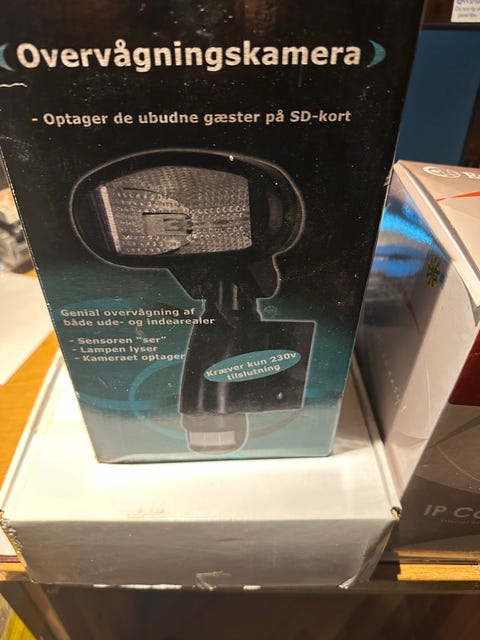 Overvågningskamera
- Optager de ubudne gæster på SD-kort
Genial overvågning af
både ude- og indearealer
- Sensoren "ser"
- Lampen lyser
- Kameraet optager
Kræver kun 230v
tilslutning
IP